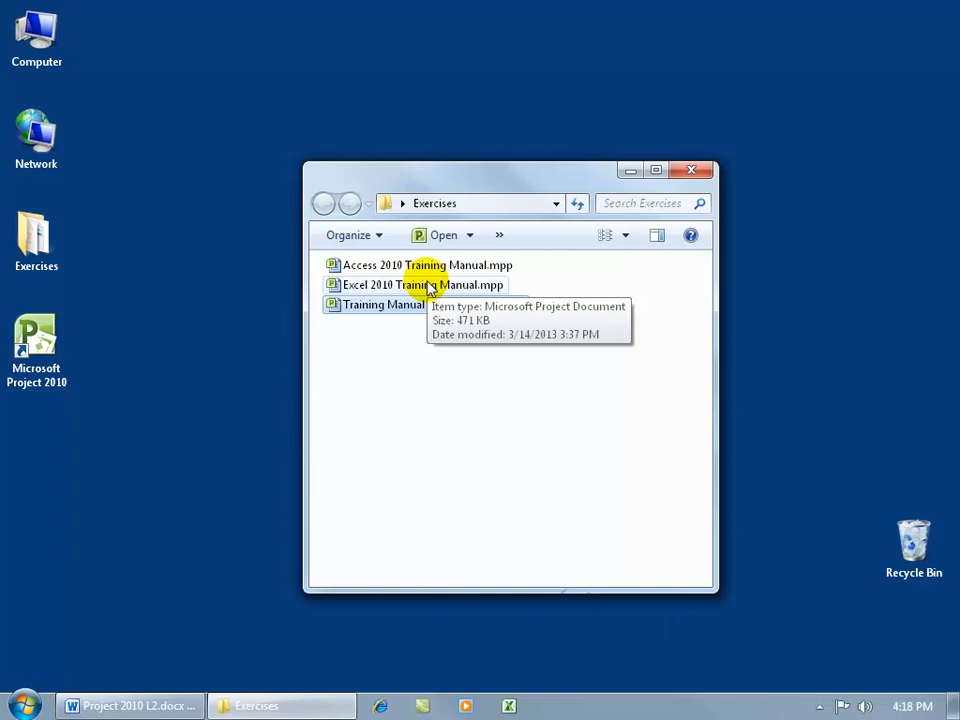 Computer
Network
Exercises
Microsoft
Project 2010
Exercises
Search Exercises
Organize
Open
»
Access 2010 Training Manual.mpp
Excel 2010 Training Manual.mpp
Training Manual
Item type: Microsoft Project Document
Size: 471 KB
Date modified: 3/14/2013 3:37 PM
Recycle Bin
Project 2010 L2.docx ...
Exercises
4:18 PM